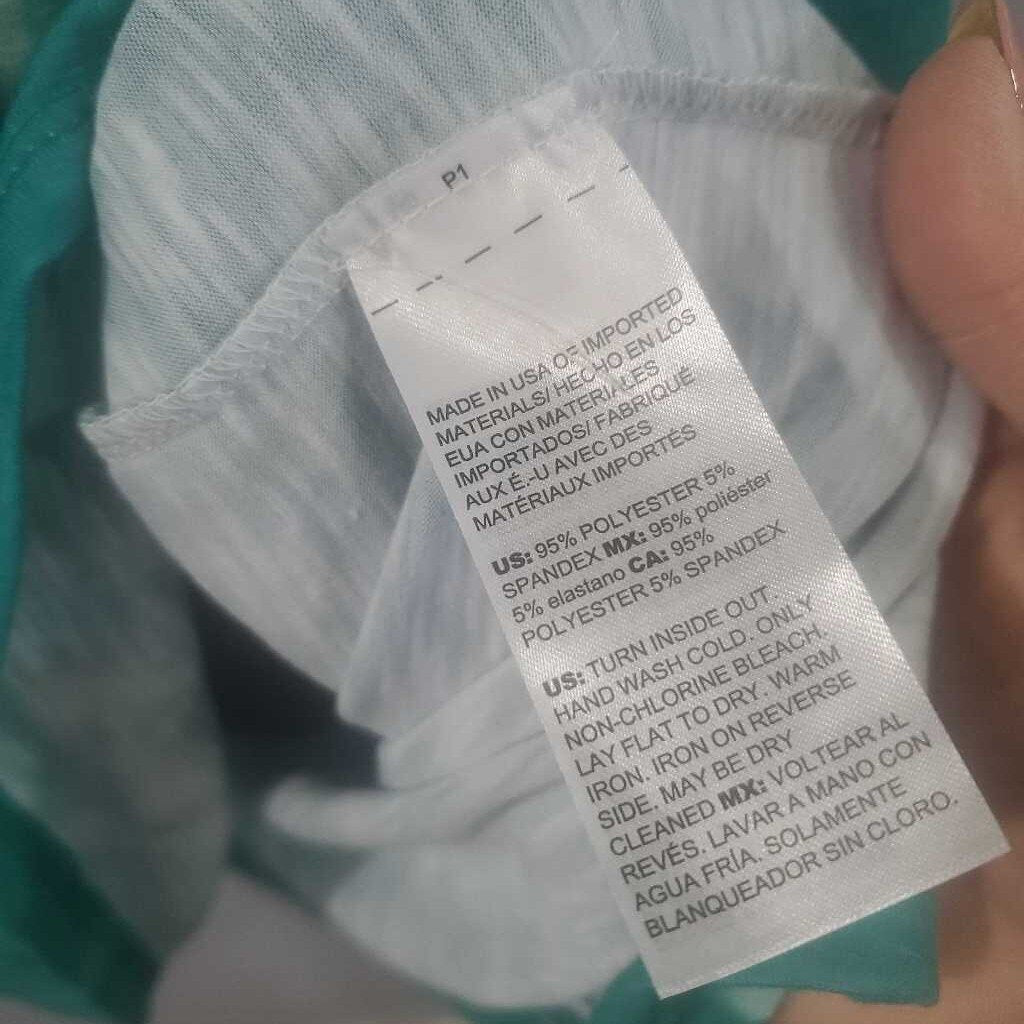 P1
MADE IN USA OF IMPORTED
MATERIALS/ HECHO EN LOS
EUA CON MATERIALES
IMPORTADOS/ FABRIQUÉ
AUX É.-U AVEC DES
MATÉRIAUX IMPORTÉS
US: 95% POLYESTER 5%
SPANDEX MX: 95% poliéster
5% elastano CA: 95%
POLYESTER 5% SPANDEX
US: TURN INSIDE OUT.
HAND WASH COLD. ONLY
NON-CHLORINE BLEACH.
LAY FLAT TO DRY. WARM
IRON. IRON ON REVERSE
SIDE. MAY BE DRY
CLEANED MX: VOLTEAR AL
REVÉS. LAVAR A MANO CON
AGUA FRÍA. SOLAMENTE
BLANQUEADOR SIN CLORO.